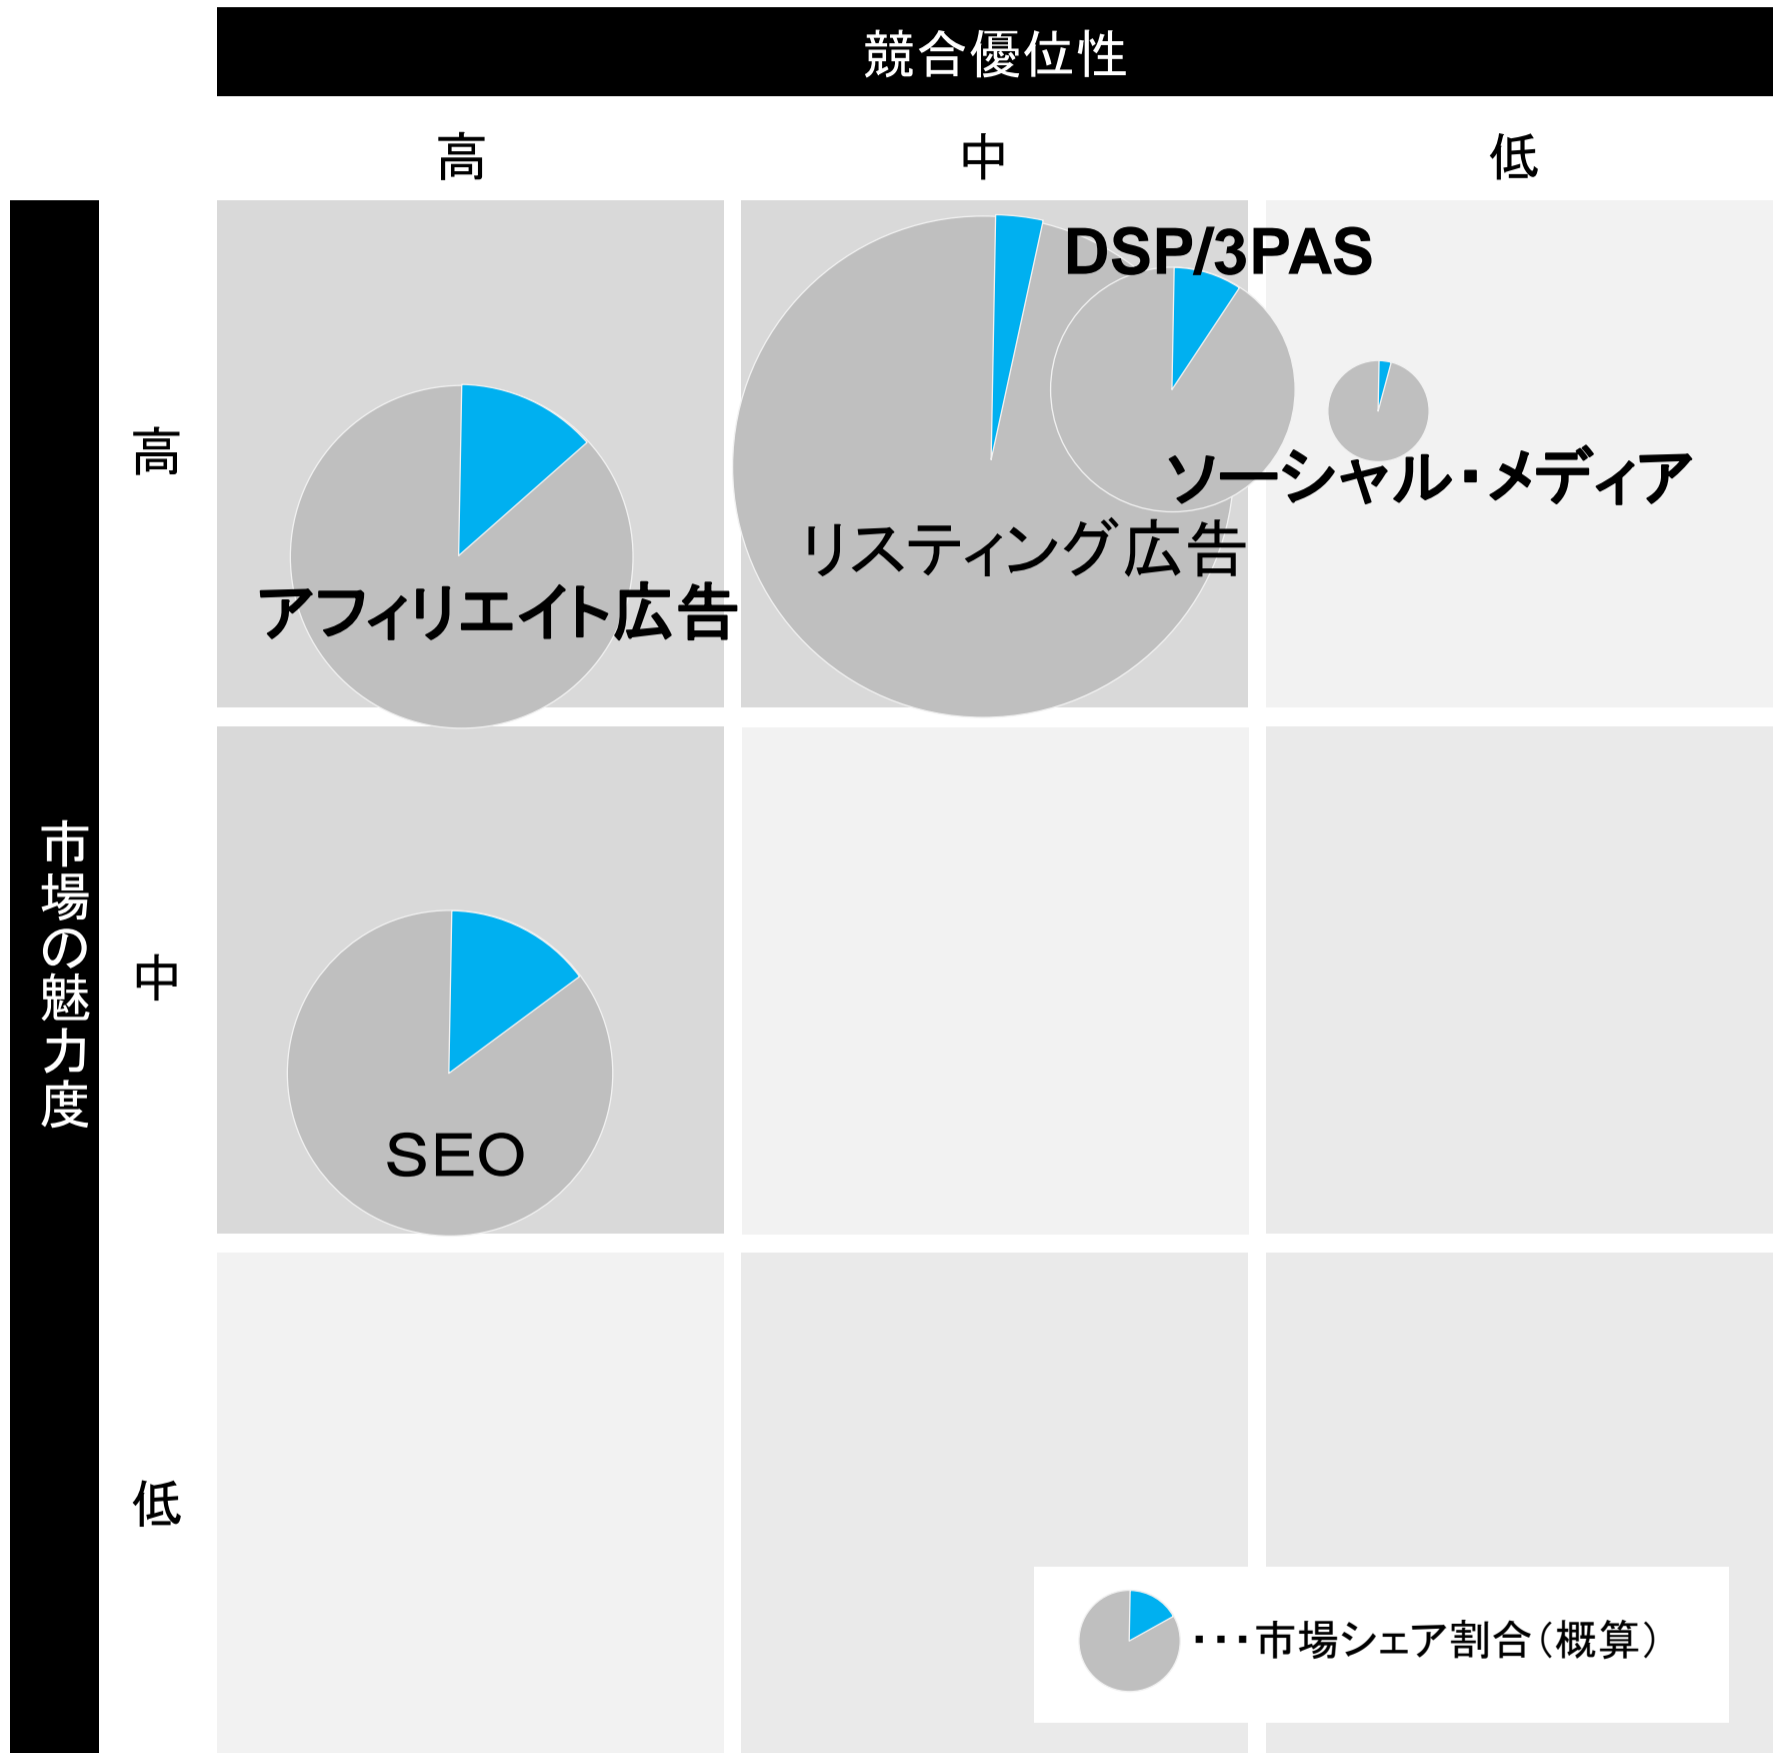 競合優位性
高
中
低
市場の魅力度
高
DSP/3PAS
ソーシャル・メディア
リスティング広告
アフィリエイト広告
中
SEO
低
・・・市場シェア割合（概算）